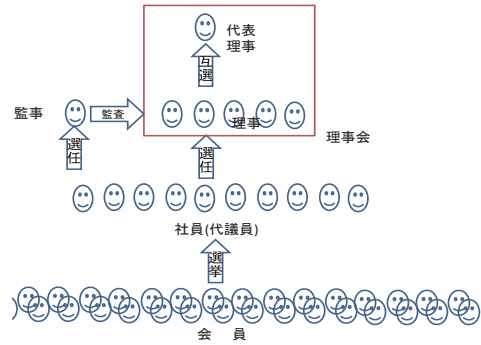 代表
理事
互選
監事
監査
理事
理事会
選任
選任
社員(代議員)
選挙
会 員